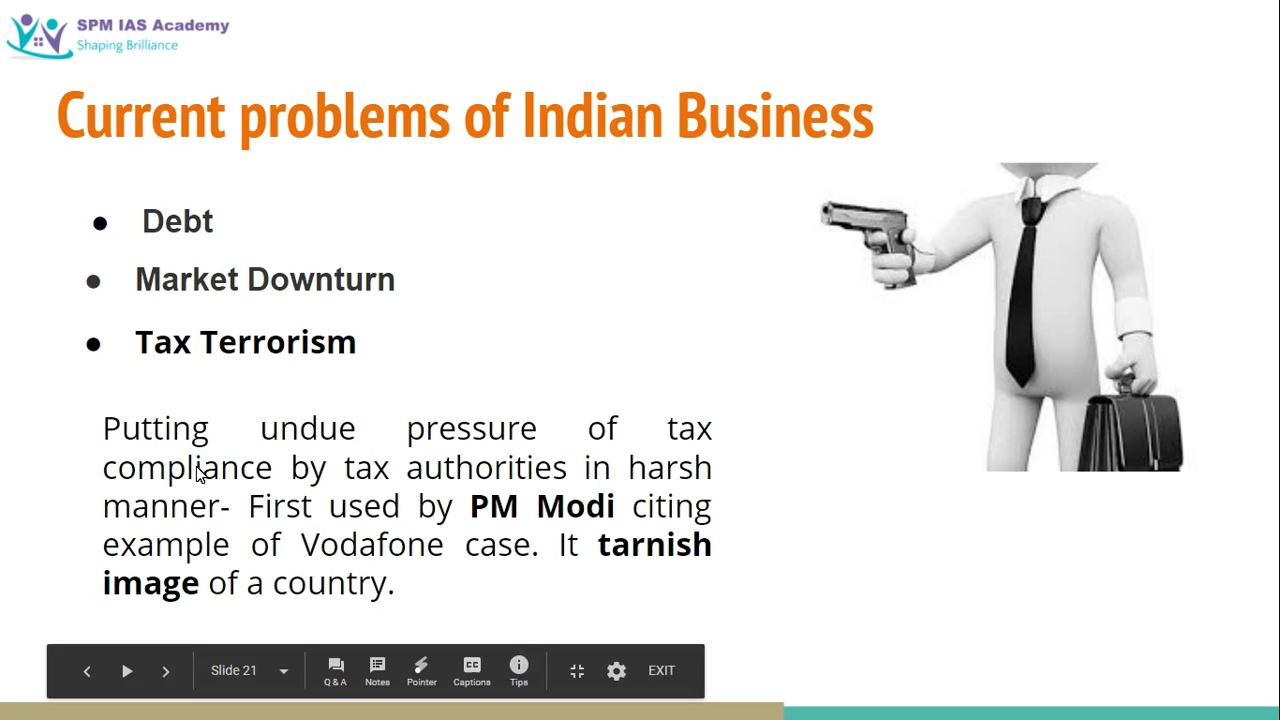 SPM IAS Academy
Shaping Brilliance
Current problems of Indian Business
● Debt
● Market Downturn
● Tax Terrorism
Putting undue pressure of tax
compliance by tax authorities in harsh
manner- First used by PM Modi citing
example of Vodafone case. It tarnish
image of a country.
Slide 21
Q & A
Notes
Pointer
CC
Captions
Tips
EXIT